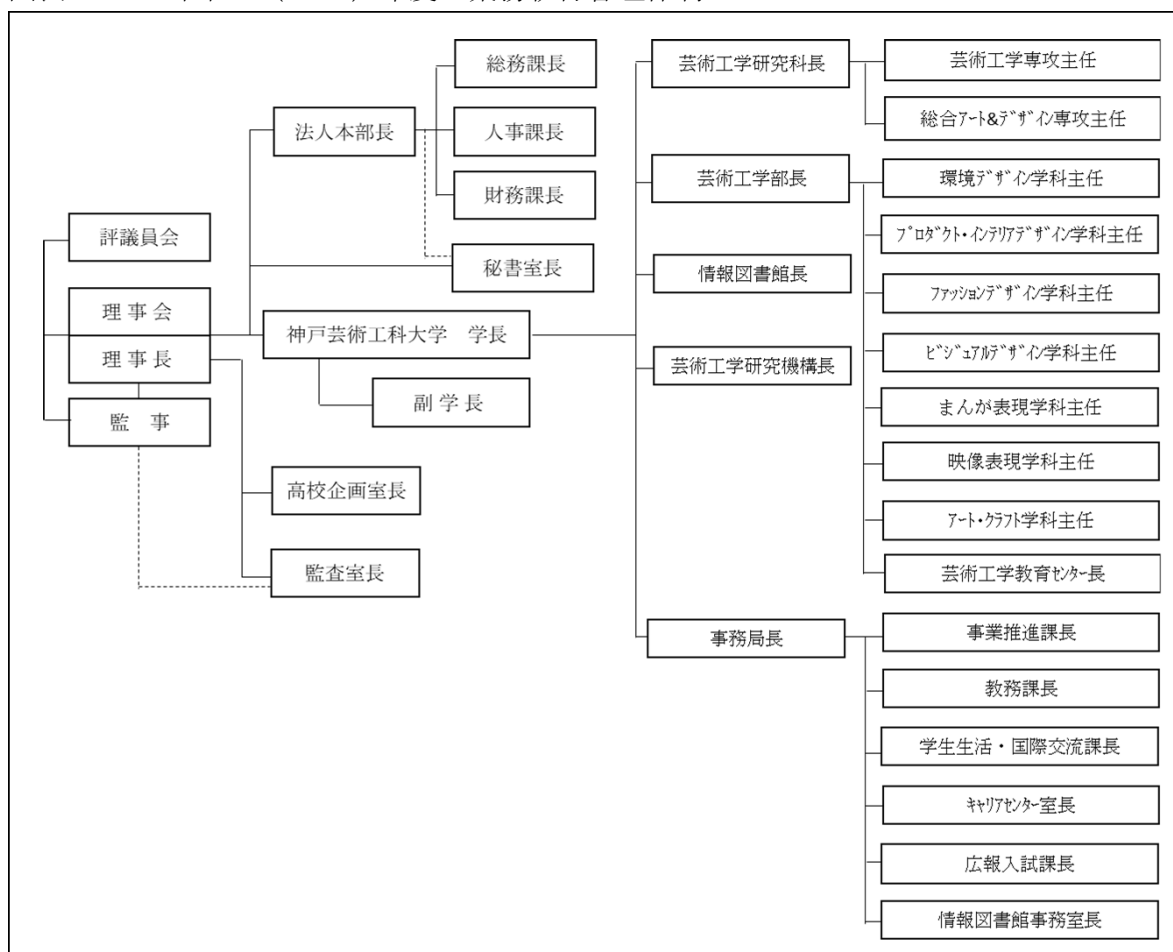 総務課長
人事課長
財務課長
法人本部長
秘書室長
評議員会
理事会
理事長
監 事
神戸芸術工科大学 学長
副学長
高校企画室長
監査室長
芸術工学研究科長
芸術工学専攻主任
総合アート&デザイン専攻主任
芸術工学部長
環境デザイン学科主任
プロダクト・インテリアデザイン学科主任
ファッションデザイン学科主任
ビジュアルデザイン学科主任
まんが表現学科主任
映像表現学科主任
アート・クラフト学科主任
芸術工学教育センター長
情報図書館長
芸術工学研究機構長
事務局長
事業推進課長
教務課長
学生生活・国際交流課長
キャリアセンター室長
広報入試課長
情報図書館事務室長